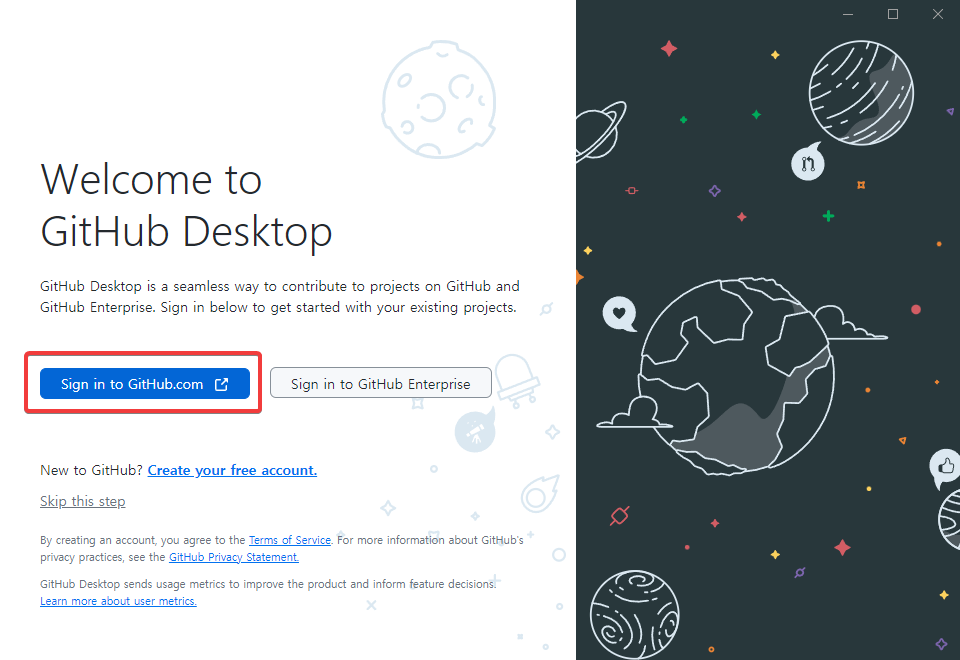 Welcome to
GitHub Desktop
GitHub Desktop is a seamless way to contribute to projects on GitHub and
GitHub Enterprise. Sign in below to get started with your existing projects.
Sign in to GitHub.com
Sign in to GitHub Enterprise
New to GitHub? Create your free account.
Skip this step
By creating an account, you agree to the Terms of Service. For more information about GitHub's
privacy practices, see the GitHub Privacy Statement.
GitHub Desktop sends usage metrics to improve the product and inform feature decisions.
Learn more about user metrics.